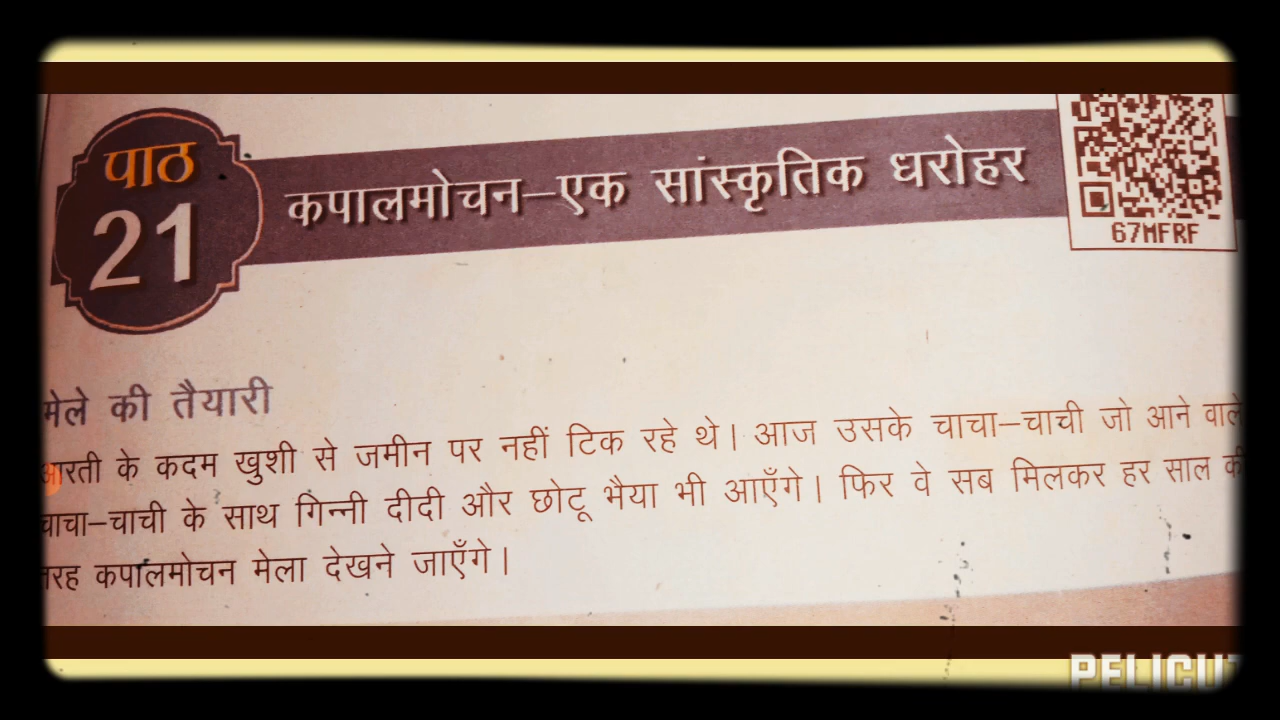 पाठ
21
कपालमोचन–एक सांस्कृतिक धरोहर
67MFRF
मेले की तैयारी
आरती के कदम खुशी से जमीन पर नहीं टिक रहे थे। आज उसके चाचा–चाची जो आने वाले
चाचा–चाची के साथ गिन्नी दीदी और छोटू भैया भी आएँगे। फिर वे सब मिलकर हर साल की
तरह कपालमोचन मेला देखने जाएँगे।